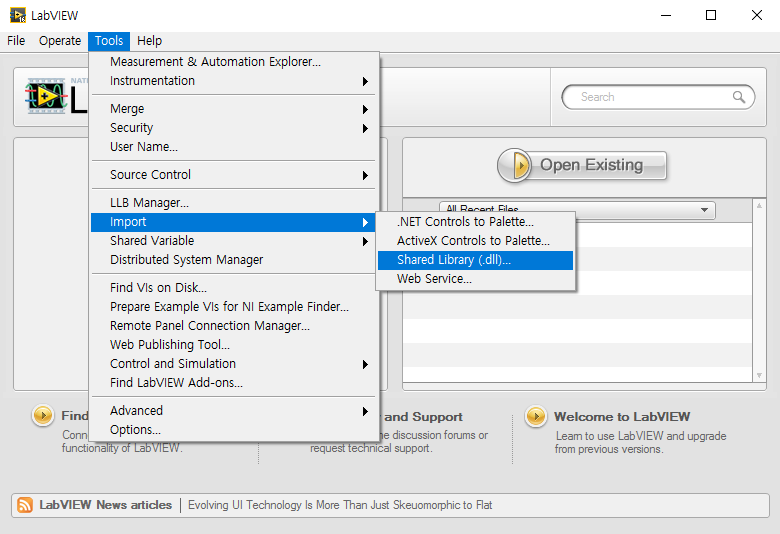 LabVIEW
File Operate Tools Help
Measurement & Automation Explorer...
Instrumentation
Merge
Security
User Name...
Source Control
LLB Manager...
Import
Shared Variable
Distributed System Manager
Find VIs on Disk...
Prepare Example VIs for NI Example Finder...
Remote Panel Connection Manager...
Web Publishing Tool...
Control and Simulation
Find LabVIEW Add-ons...
Advanced
Options...
.NET Controls to Palette...
ActiveX Controls to Palette...
Shared Library (.dll)...
Web Service...
Search
Open Existing
All Recent Files
Find
functionality of LabVIEW.
and Support
the discussion forums or
request technical support.
Welcome to LabVIEW
Learn to use LabVIEW and upgrade
from previous versions.
LabVIEW News articles | Evolving UI Technology Is More Than Just Skeuomorphic to Flat